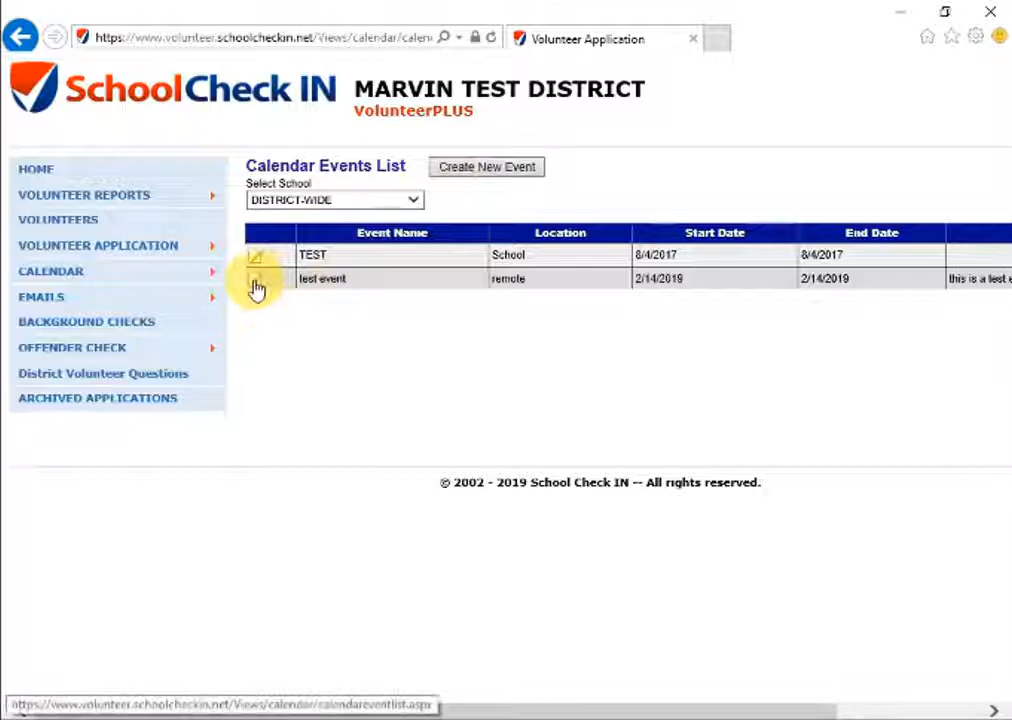 https://www.volunteer.schoolcheckin.net/Views/calendar/calen
Volunteer Application
SchoolCheck IN
MARVIN TEST DISTRICT
VolunteerPLUS
HOME
VOLUNTEER REPORTS
VOLUNTEERS
VOLUNTEER APPLICATION
CALENDAR
EMAILS
BACKGROUND CHECKS
OFFENDER CHECK
District Volunteer Questions
ARCHIVED APPLICATIONS
Calendar Events List Create New Event
Select School
DISTRICT-WIDE
Event Name Location Start Date End Date
TEST School 8/4/2017 8/4/2017
test event remote 2/14/2019 2/14/2019 this is a test e
© 2002 - 2019 School Check IN -- All rights reserved.
https://www.volunteer.schoolcheckin.net/Views/calendar/calendareventlist.aspx